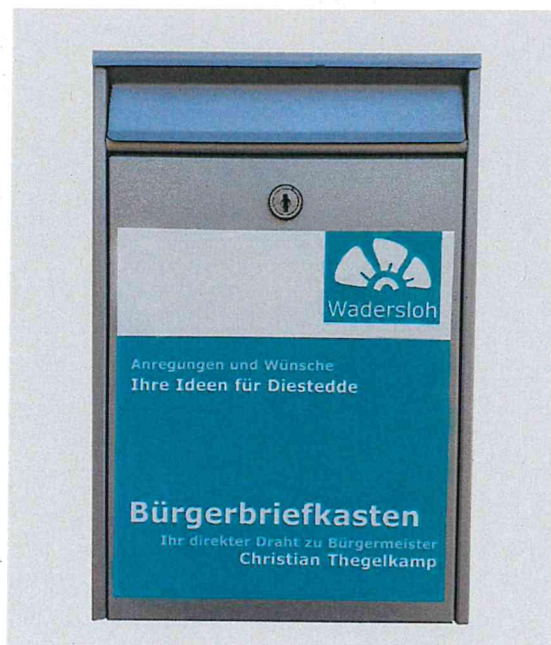 Wadersloh
Anregungen und Wünsche
Ihre Ideen für Diestedde
Bürgerbriefkasten
Ihr direkter Draht zu Bürgermeister
Christian Thegelkamp